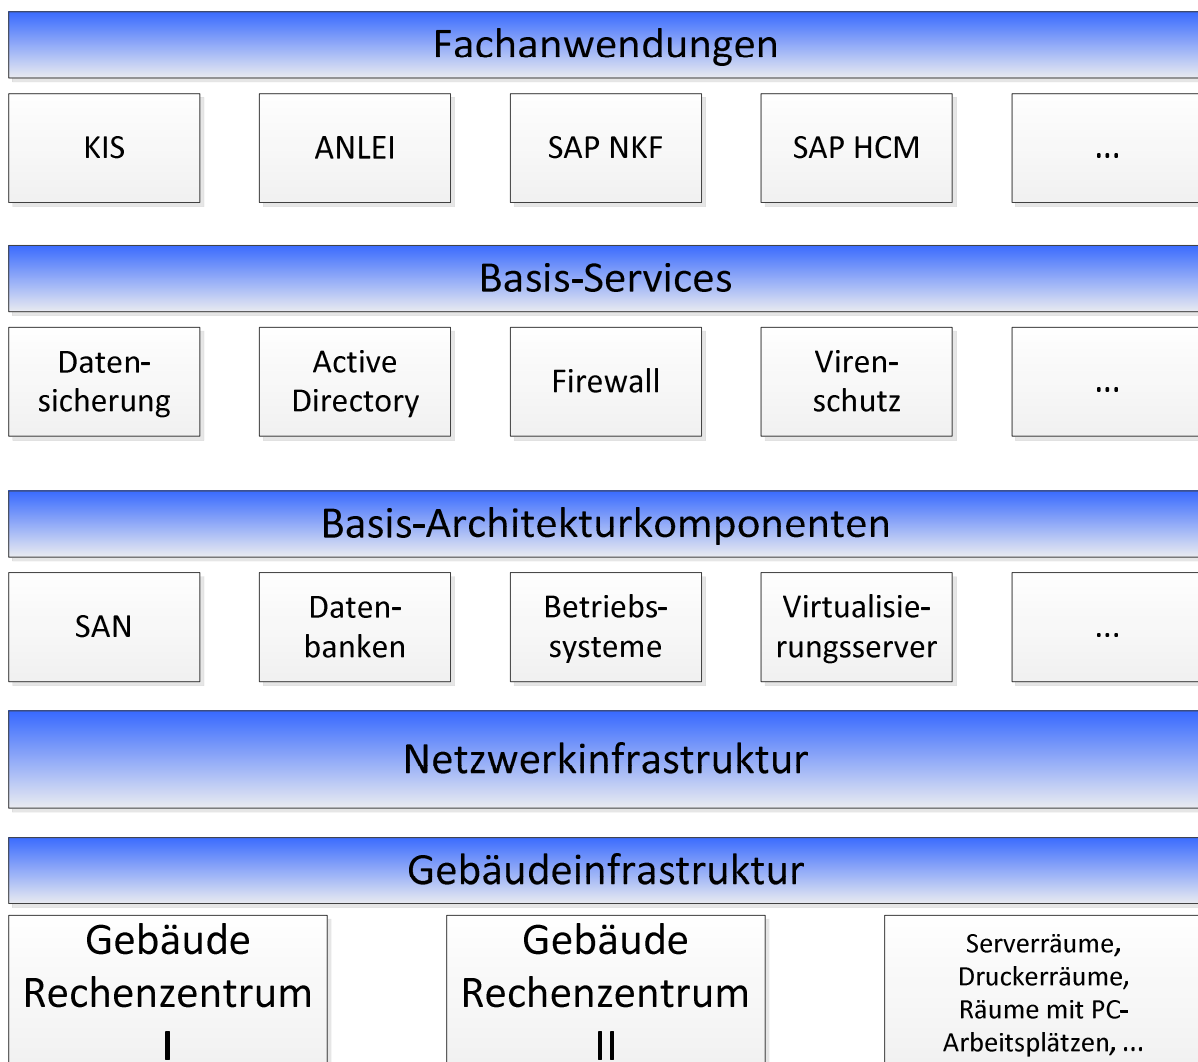 Fachanwendungen
KIS
ANLEI
SAP NKF
SAP HCM
...
Basis-Services
Daten-
sicherung
Active
Directory
Firewall
Viren-
schutz
...
Basis-Architekturkomponenten
SAN
Daten-
banken
Betriebs-
systeme
Virtualisie-
rungsserver
...
Netzwerkinfrastruktur
Gebäudeinfrastruktur
Gebäude
Rechenzentrum
I
Gebäude
Rechenzentrum
II
Serverräume,
Druckerräume,
Räume mit PC-
Arbeitsplätzen, ...